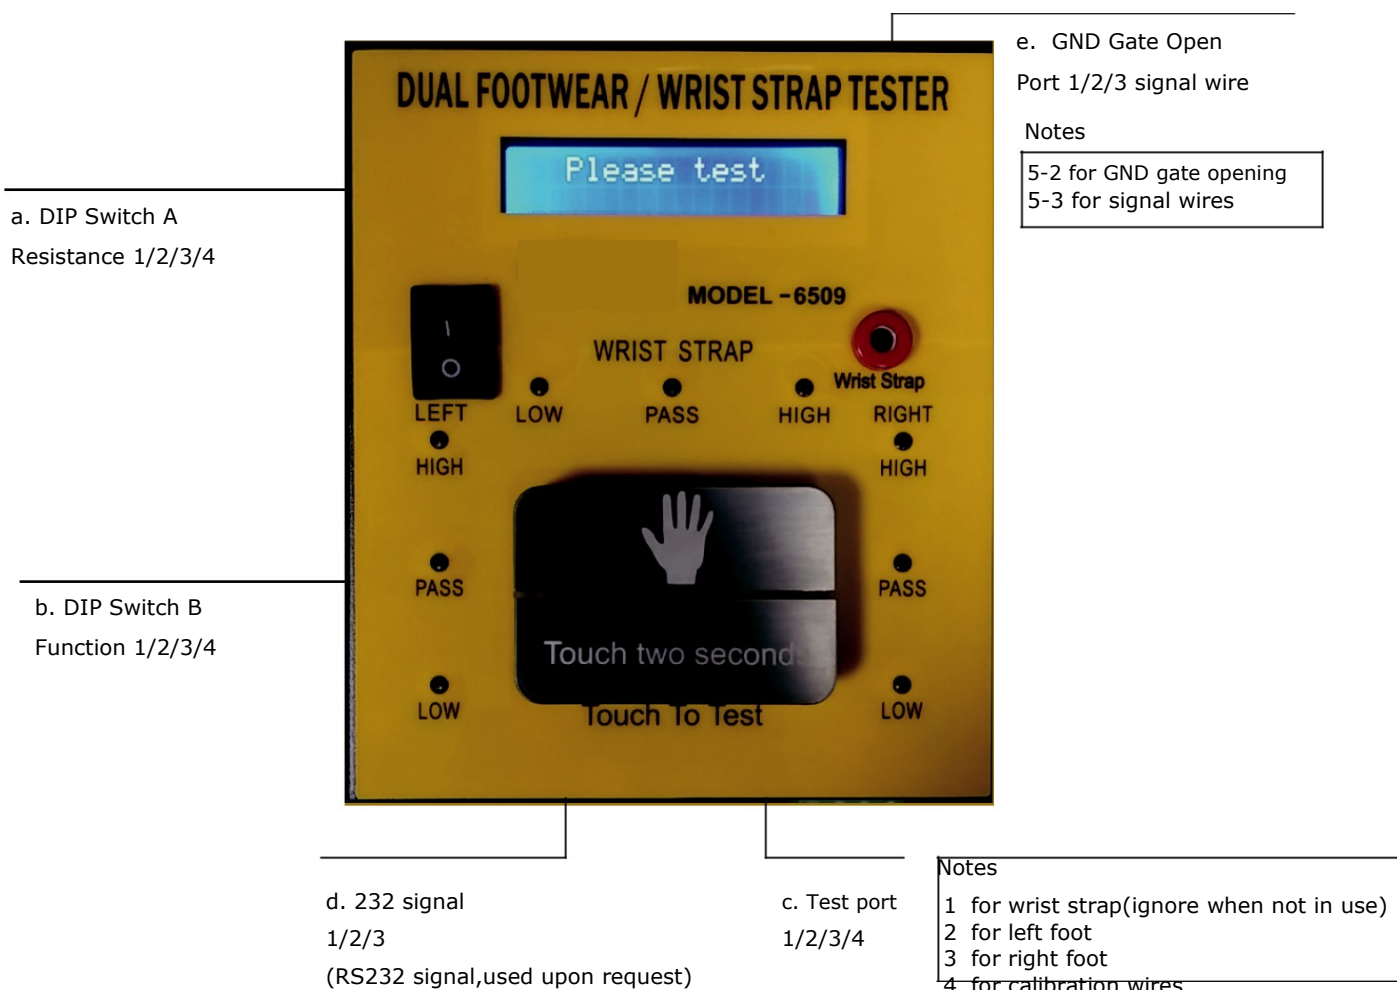 e. GND Gate Open
Port 1/2/3 signal wire
Notes
5-2 for GND gate opening
5-3 for signal wires
DUAL FOOTWEAR / WRIST STRAP TESTER
Please test
a. DIP Switch A
Resistance 1/2/3/4
MODEL -6509
I
O
WRIST STRAP
Wrist Strap
LEFT
LOW
PASS
HIGH
RIGHT
HIGH
HIGH
PASS
PASS
b. DIP Switch B
Function 1/2/3/4
Touch two second
LOW
LOW
Touch To Test
d. 232 signal
1/2/3
(RS232 signal,used upon request)
c. Test port
1/2/3/4
Notes
1 for wrist strap(ignore when not in use)
2 for left foot
3 for right foot
4 for calibration wires